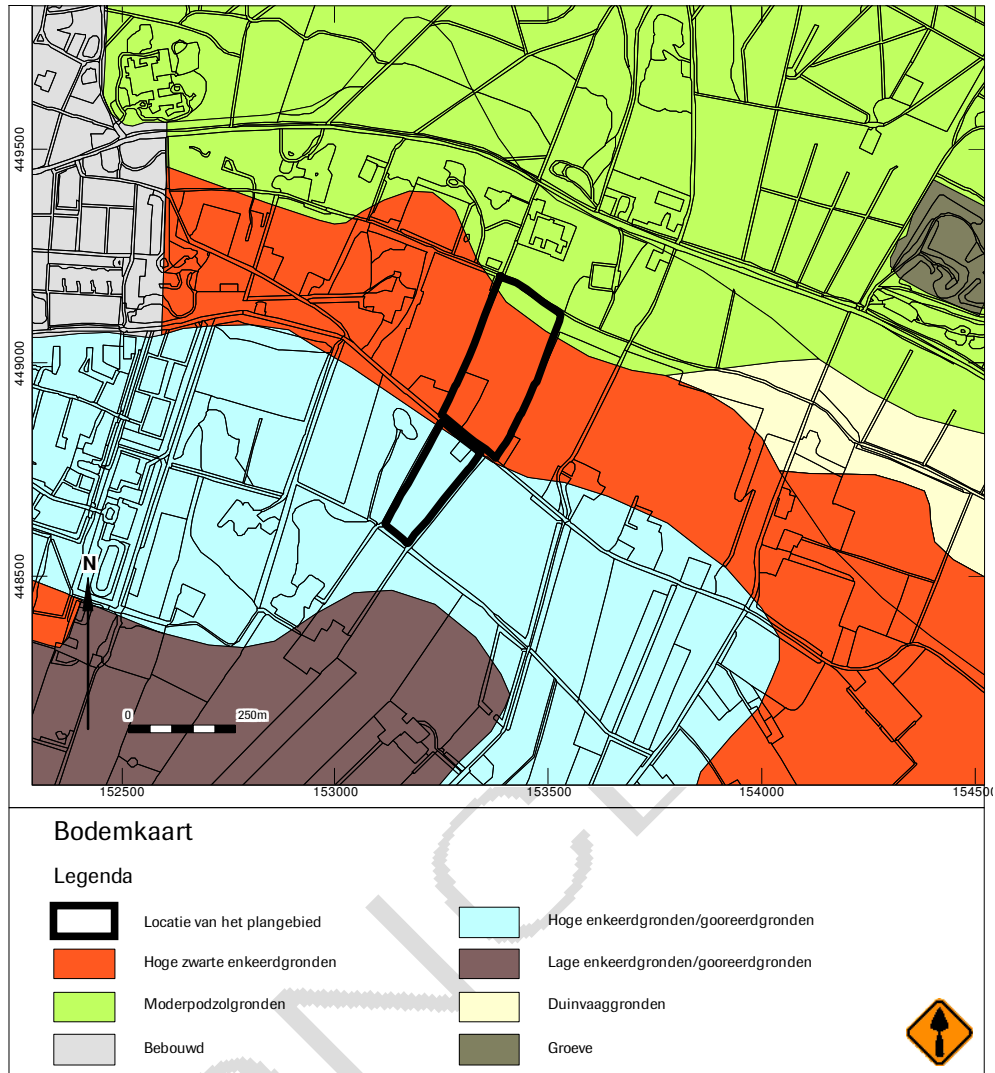 449500
449000
448500
N
0 250m
152500 153000 153500 154000 154500
Bodemkaart
Legenda
Locatie van het plangebied
Hoge zwarte enkeerdgronden
Moderpodzolgronden
Bebouwd
Hoge enkeerdgronden/gooreerdgronden
Lage enkeerdgronden/gooreerdgronden
Duinvaaggronden
Groeve